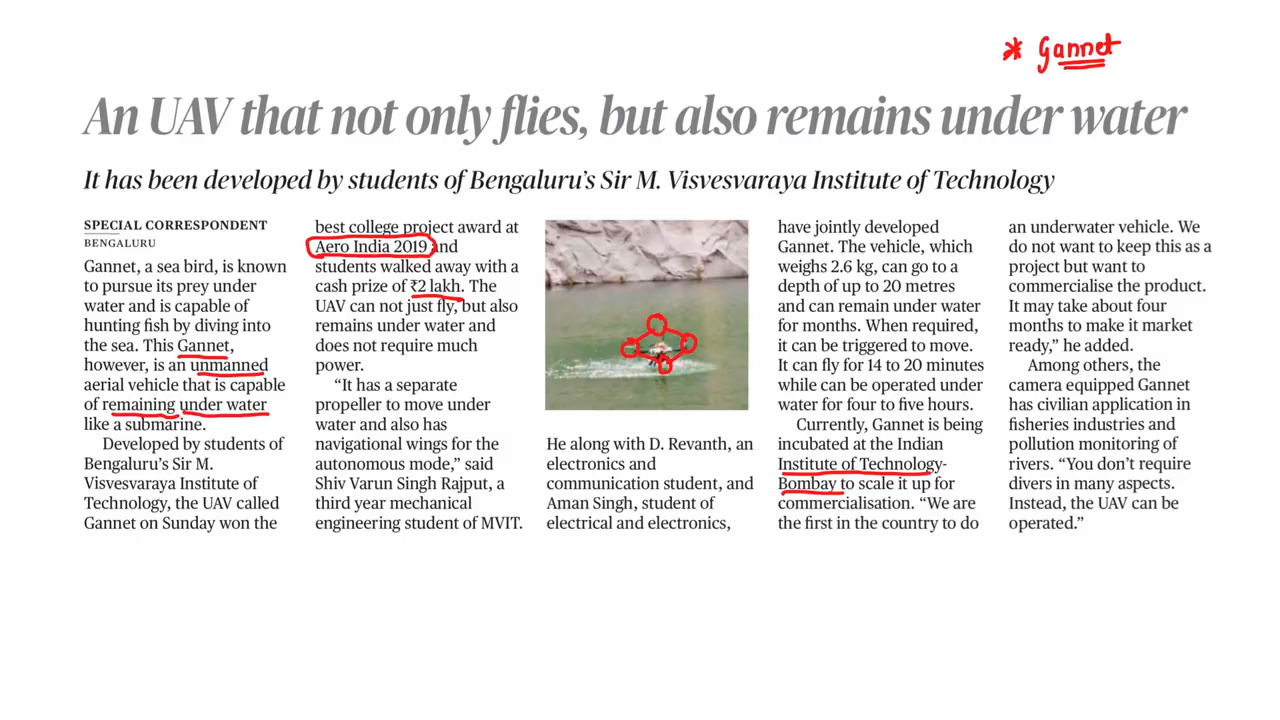 * Gannet
An UAV that not only flies, but also remains under water
It has been developed by students of Bengaluru's Sir M. Visvesvaraya Institute of Technology
SPECIAL CORRESPONDENT
BENGALURU
Gannet, a sea bird, is known
to pursue its prey under
water and is capable of
hunting fish by diving into
the sea. This Gannet,
however, is an unmanned
aerial vehicle that is capable
of remaining under water
like a submarine.
Developed by students of
Bengaluru's Sir M.
Visvesvaraya Institute of
Technology, the UAV called
Gannet on Sunday won the
best college project award at
Aero India 2019 and
students walked away with a
cash prize of ₹2 lakh. The
UAV can not just fly, but also
remains under water and
does not require much
power.
"It has a separate
propeller to move under
water and also has
navigational wings for the
autonomous mode," said
Shiv Varun Singh Rajput, a
third year mechanical
engineering student of MVIT.
He along with D. Revanth, an
electronics and
communication student, and
Aman Singh, student of
electrical and electronics,
have jointly developed
Gannet. The vehicle, which
weighs 2.6 kg, can go to a
depth of up to 20 metres
and can remain under water
for months. When required,
it can be triggered to move.
It can fly for 14 to 20 minutes
while can be operated under
water for four to five hours.
Currently, Gannet is being
incubated at the Indian
Institute of Technology-
Bombay to scale it up for
commercialisation. "We are
the first in the country to do
an underwater vehicle. We
do not want to keep this as a
project but want to
commercialise the product.
It may take about four
months to make it market
ready," he added.
Among others, the
camera equipped Gannet
has civilian application in
fisheries industries and
pollution monitoring of
rivers. "You don't require
divers in many aspects.
Instead, the UAV can be
operated."